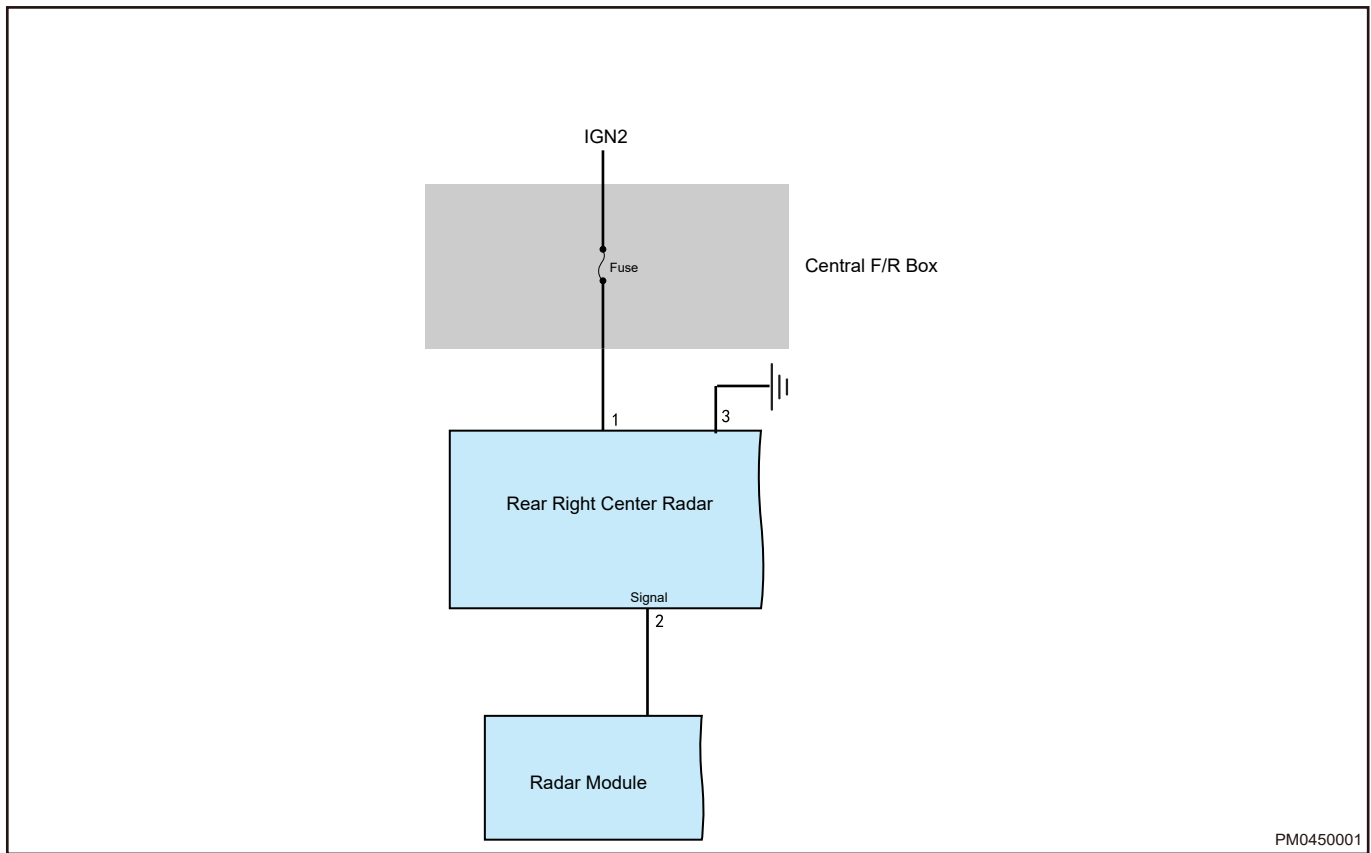 IGN2
Fuse
Central F/R Box
1
3
Rear Right Center Radar
Signal
2
Radar Module
PM0450001